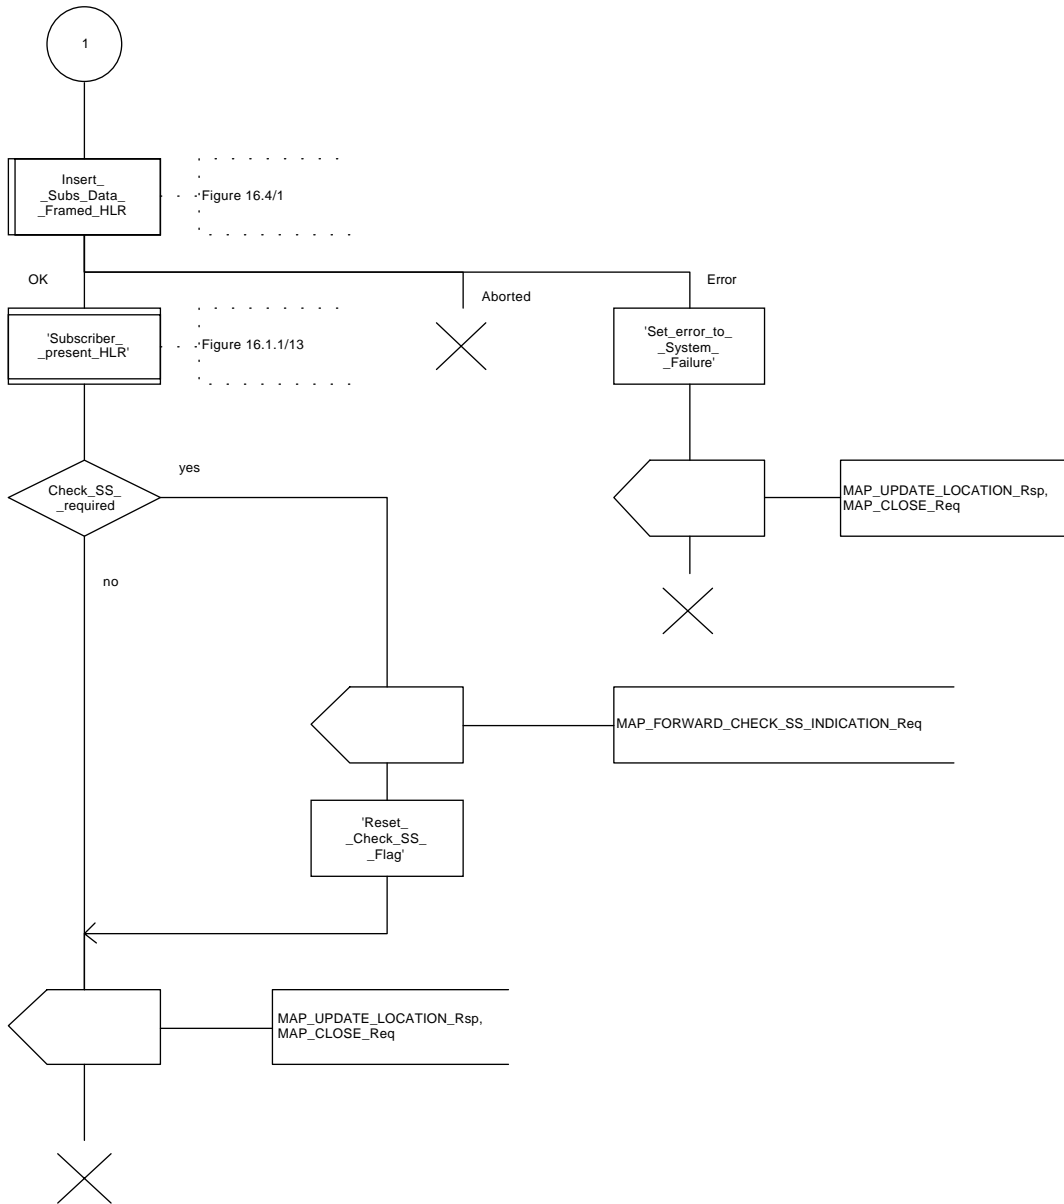 1
Insert_
_Subs_Data_
_Framed_HLR
Figure 16.4/1
OK
Aborted
Error
'Subscriber_
_present_HLR'
Figure 16.1.1/13
'Set_error_to_
_System_
_Failure'
Check_SS_
_required
yes
no
MAP_UPDATE_LOCATION_Rsp,
MAP_CLOSE_Req
MAP_FORWARD_CHECK_SS_INDICATION_Req
'Reset_
_Check_SS_
_Flag'
MAP_UPDATE_LOCATION_Rsp,
MAP_CLOSE_Req